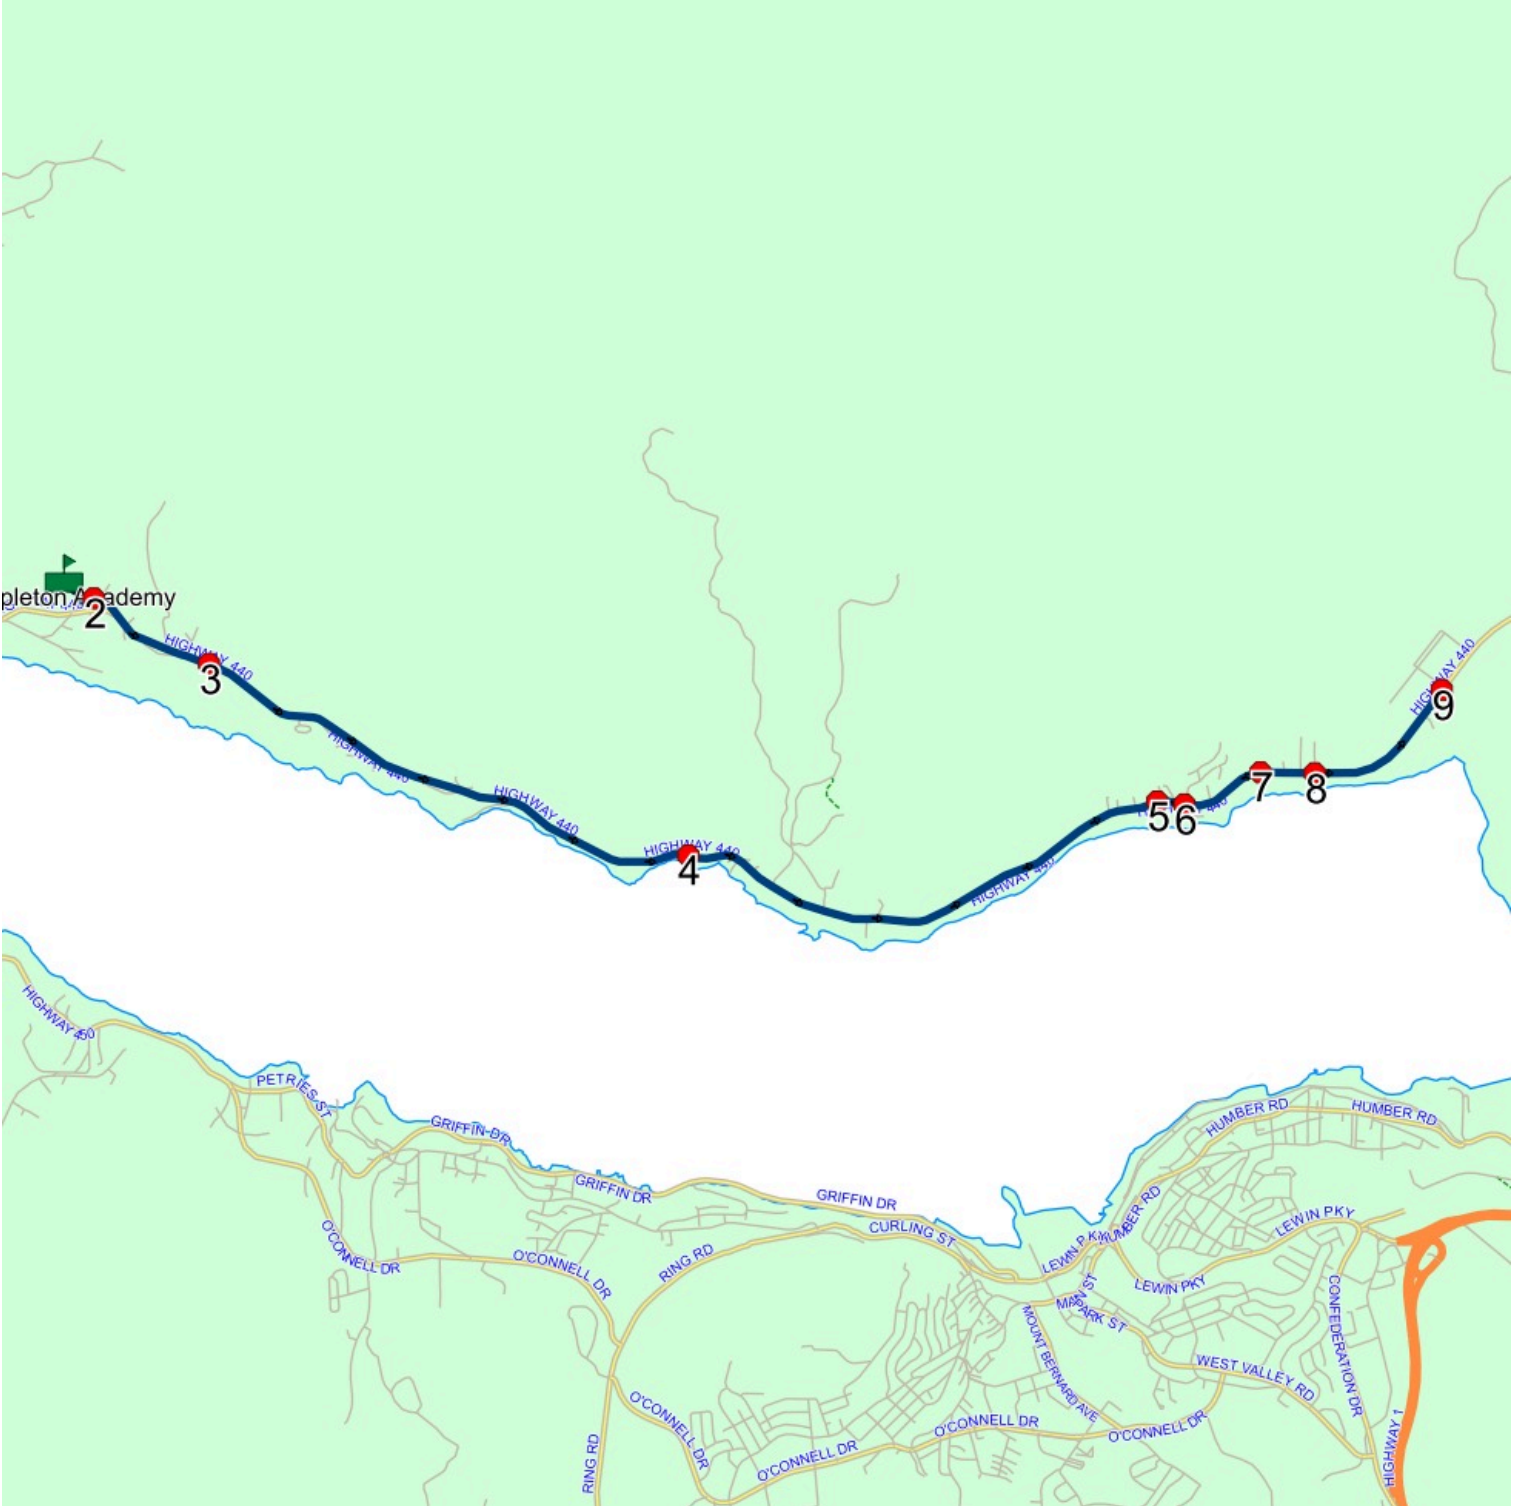 pleton Academy
2
HIGHWAY 440
3
HIGHWAY 440
HIGHWAY 440
HIGHWAY 440
4
HIGHWAY 440
5
6
7
8
HIGHWAY 440
9
HIGHWAY 450
PETRIES ST
GRIFFIN DR
GRIFFIN DR
GRIFFIN DR
CURLING ST
HUMBER RD
HUMBER RD
HUMBER RD
LEWIN PKY
LEWIN PKY
LEWIN PKY
O'CONNELL DR
O'CONNELL DR
RING RD
MAIN ST
PARK ST
MOUNT BERNARD AVE
WEST VALLEY RD
CONFEDERATION DR
O'CONNELL DR
O'CONNELL DR
O'CONNELL DR
O'CONNELL DR
RING RD
HIGHWAY 1